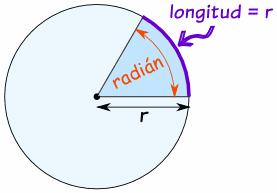 longitud = r
radián
r